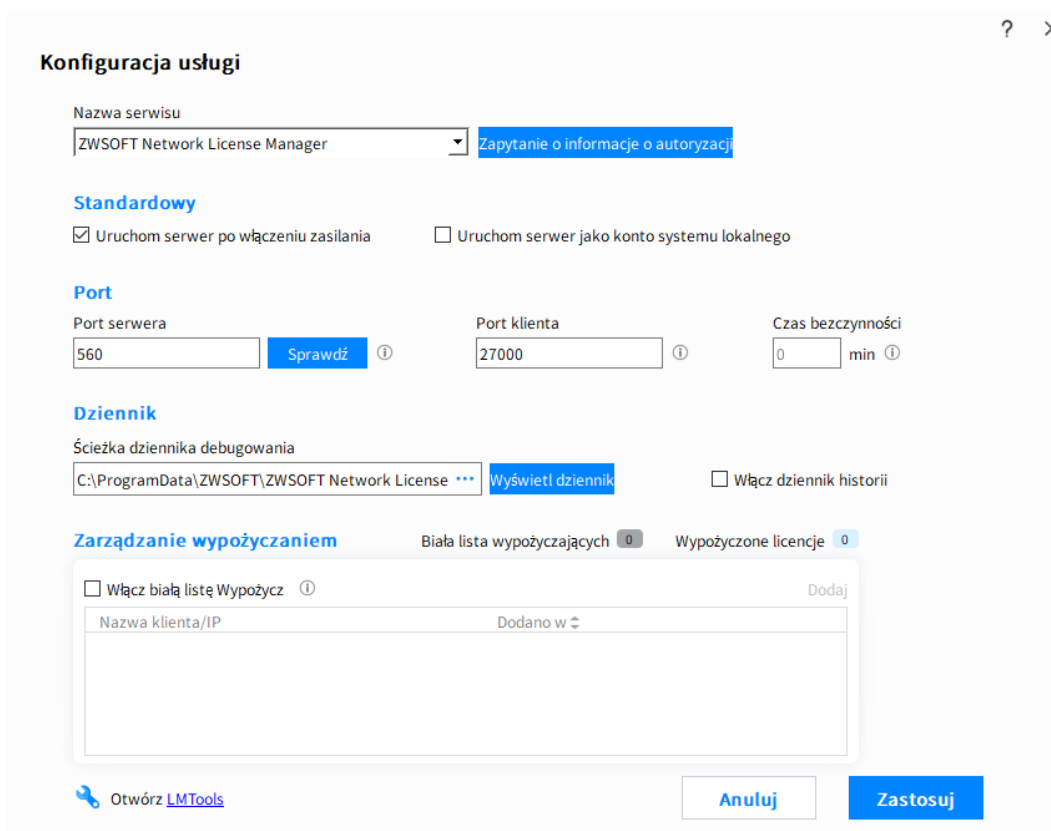 ?
Konfiguracja usługi
Nazwa serwisu
ZWSOFT Network License Manager Zapytanie o informacje o autoryzacji
Standardowy
Uruchom serwer po włączeniu zasilania Uruchom serwer jako konto systemu lokalnego
Port
Port serwera Port klienta Czas bezczynności
560 Sprawdź 27000 0 min
Dziennik
Ścieżka dziennika debugowania
C:\ProgramData\ZWSOFT\ZWSOFT Network License ··· Wyświetl dziennik Włącz dziennik historii
Zarządzanie wypożyczaniem Biała lista wypożyczających 0 Wypożyczone licencje 0
Włącz białą listę Wypożycz Dodaj
Nazwa klienta/IP Dodano w
Otwórz LMTools Anuluj Zastosuj